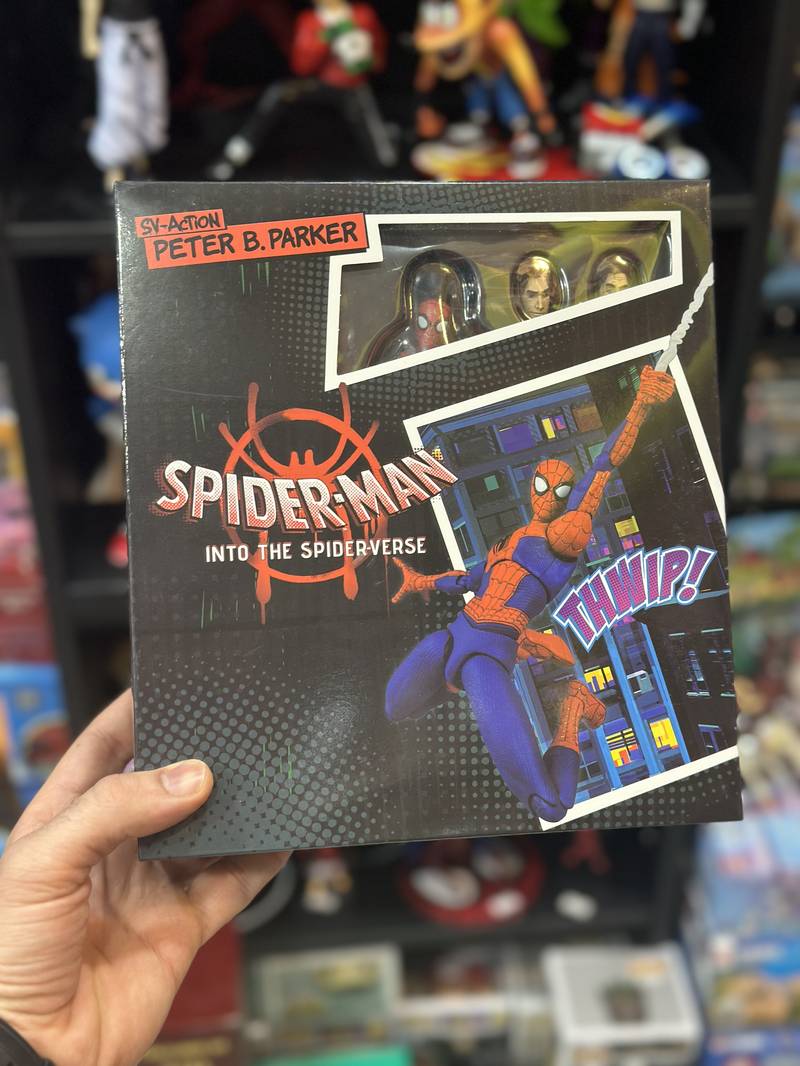 SV-ACTION
PETER B. PARKER
SPIDER-MAN
INTO THE SPIDER-VERSE
THWIP!